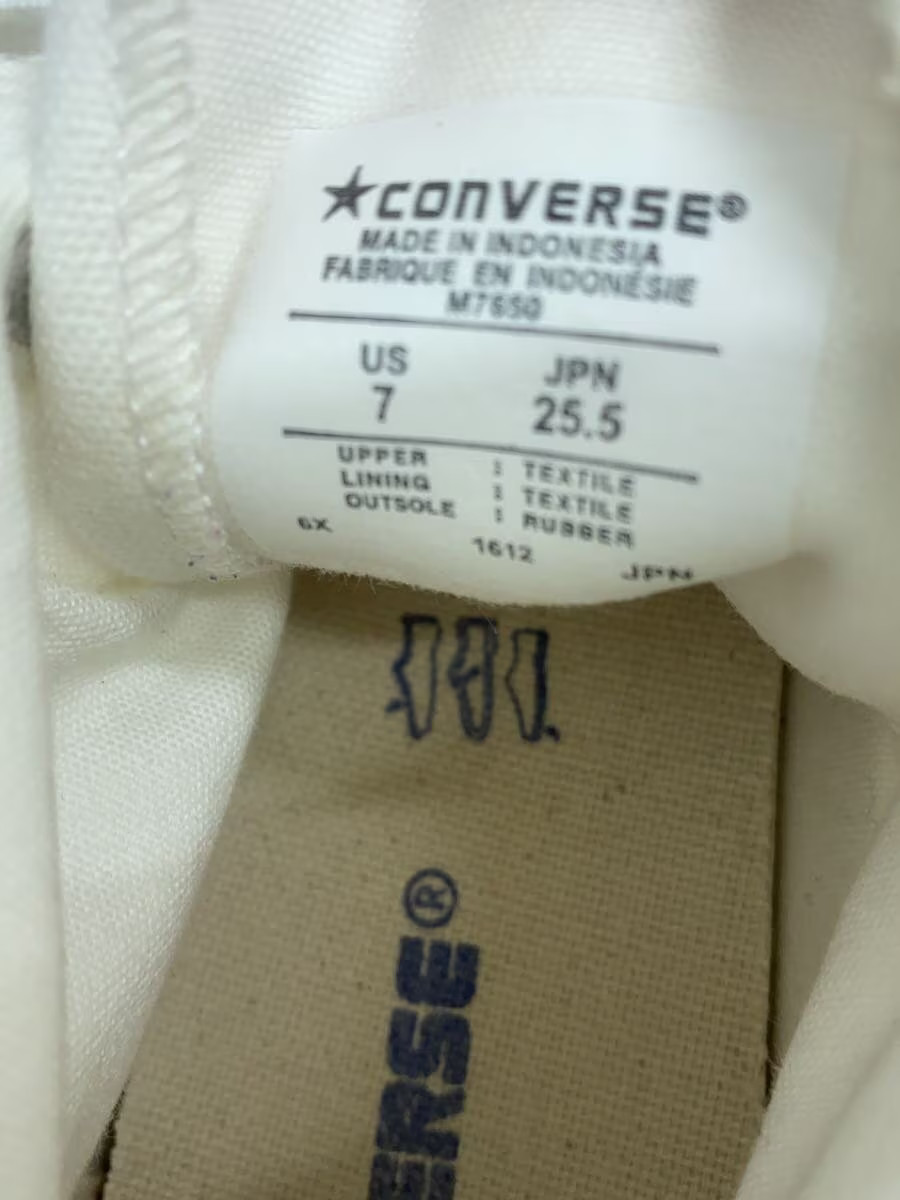 CONVERSE®
MADE IN INDONESIA
FABRIQUE EN INDONÉSIE
M7650
US JPN
7 25.5
UPPER : TEXTILE
LINING : TEXTILE
OUTSOLE : RUBBER
6X 1612 JPN
ERSE®